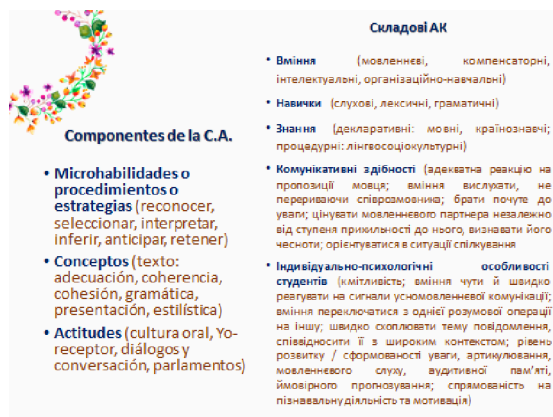 Componentes de la C.A.
• Microhabilidades o
procedimientos o
estrategias (reconocer,
seleccionar, interpretar,
inferir, anticipar, retener)
• Conceptos (texto:
adecuación, coherencia,
cohesión, gramática,
presentación, estilística)
• Actitudes (cultura oral, Yo-
receptor, diálogos y
conversación, parlamentos)
Складові АК
• Вміння (мовленнєві, компенсаторні,
інтелектуальні, організаційно-навчальні)
• Навички (слухові, лексичні, граматичні)
• Знання (декларативні: мовні, країнознавчі;
процедурні: лінгвосоціокультурні)
• Комунікативні здібності (адекватна реакцію на
пропозиції мовця; вміння вислухати, не
перериваючи співрозмовника; брати почуте до
уваги; цінувати мовленнєвого партнера незалежно
від ступеня прихильності до нього, визнавати його
чесноти; орієнтуватися в ситуації спілкування
• Індивідуально-психологічні особливості
студентів (кмітливість; вміння чути й швидко
реагувати на сигнали усномовленнєвої комунікації;
вміння переключатися з однієї розумової операції
на іншу; швидко схоплювати тему повідомлення,
співвідносити її з широким контекстом; рівень
розвитку / сформованості уваги, артикулювання,
мовленнєвого слуху, аудитивної пам'яті,
ймовірного прогнозування; спрямованість на
пізнавальну діяльність та мотивація)